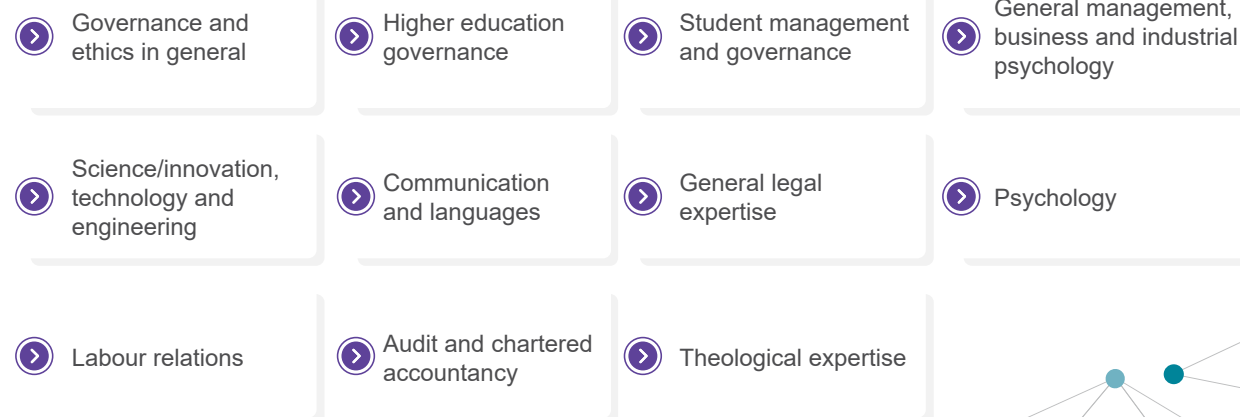 Governance and
ethics in general
Higher education
governance
Student management
and governance
General management,
business and industrial
psychology
Science/innovation,
technology and
engineering
Communication
and languages
General legal
expertise
Psychology
Labour relations
Audit and chartered
accountancy
Theological expertise